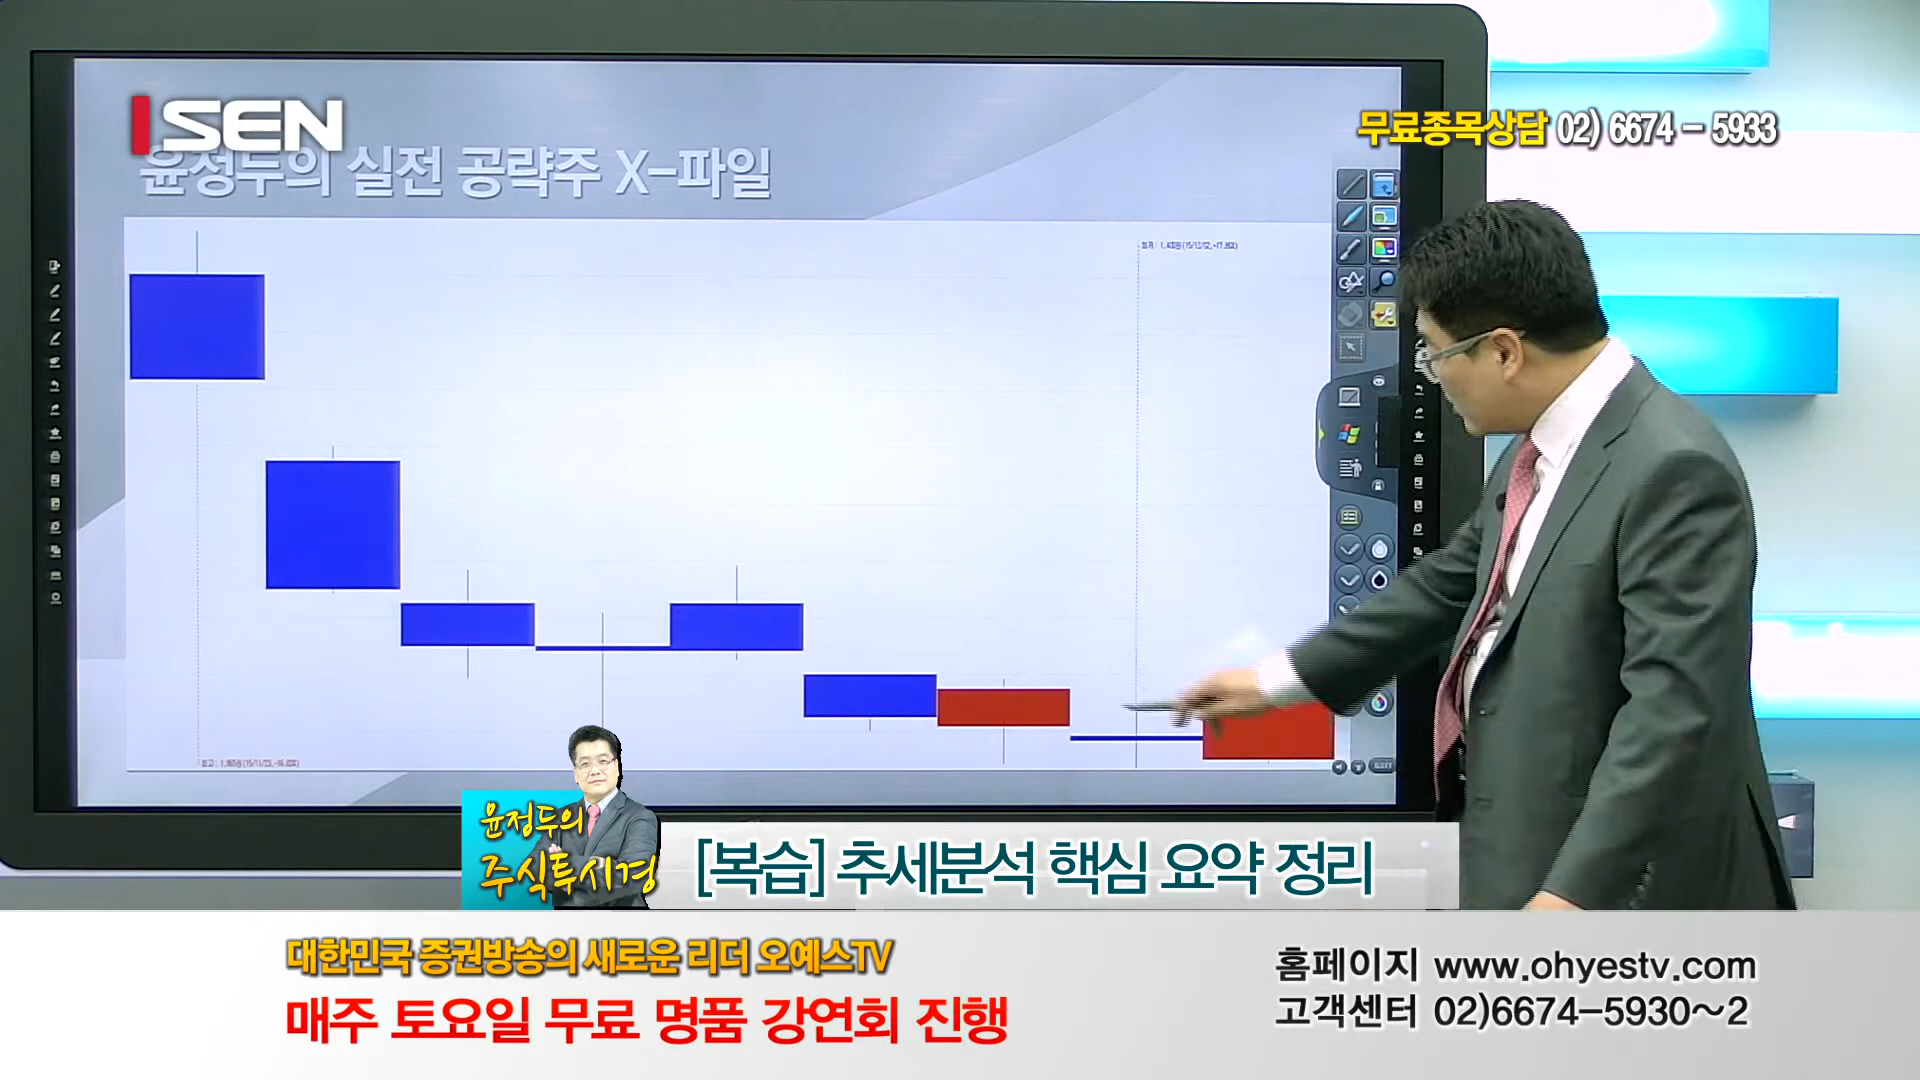 SEN
윤정두의 실전 공략주 X-파일
무료종목상담 02) 6674 - 5933
윤정두의
주식투시경
[복습] 추세분석 핵심 요약 정리
대한민국 증권방송의 새로운 리더 오예스TV
매주 토요일 무료 명품 강연회 진행
홈페이지 www.ohyestv.com
고객센터 02)6674-5930~2